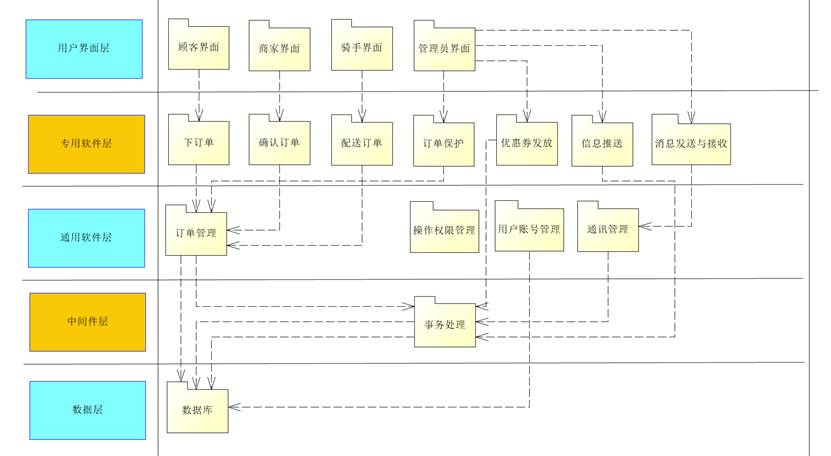 用户界面层
顾客界面
商家界面
骑手界面
管理员界面
专用软件层
下订单
确认订单
配送订单
订单保护
优惠券发放
信息推送
消息发送与接收
通用软件层
订单管理
操作权限管理
用户账号管理
通讯管理
中间件层
事务处理
数据层
数据库